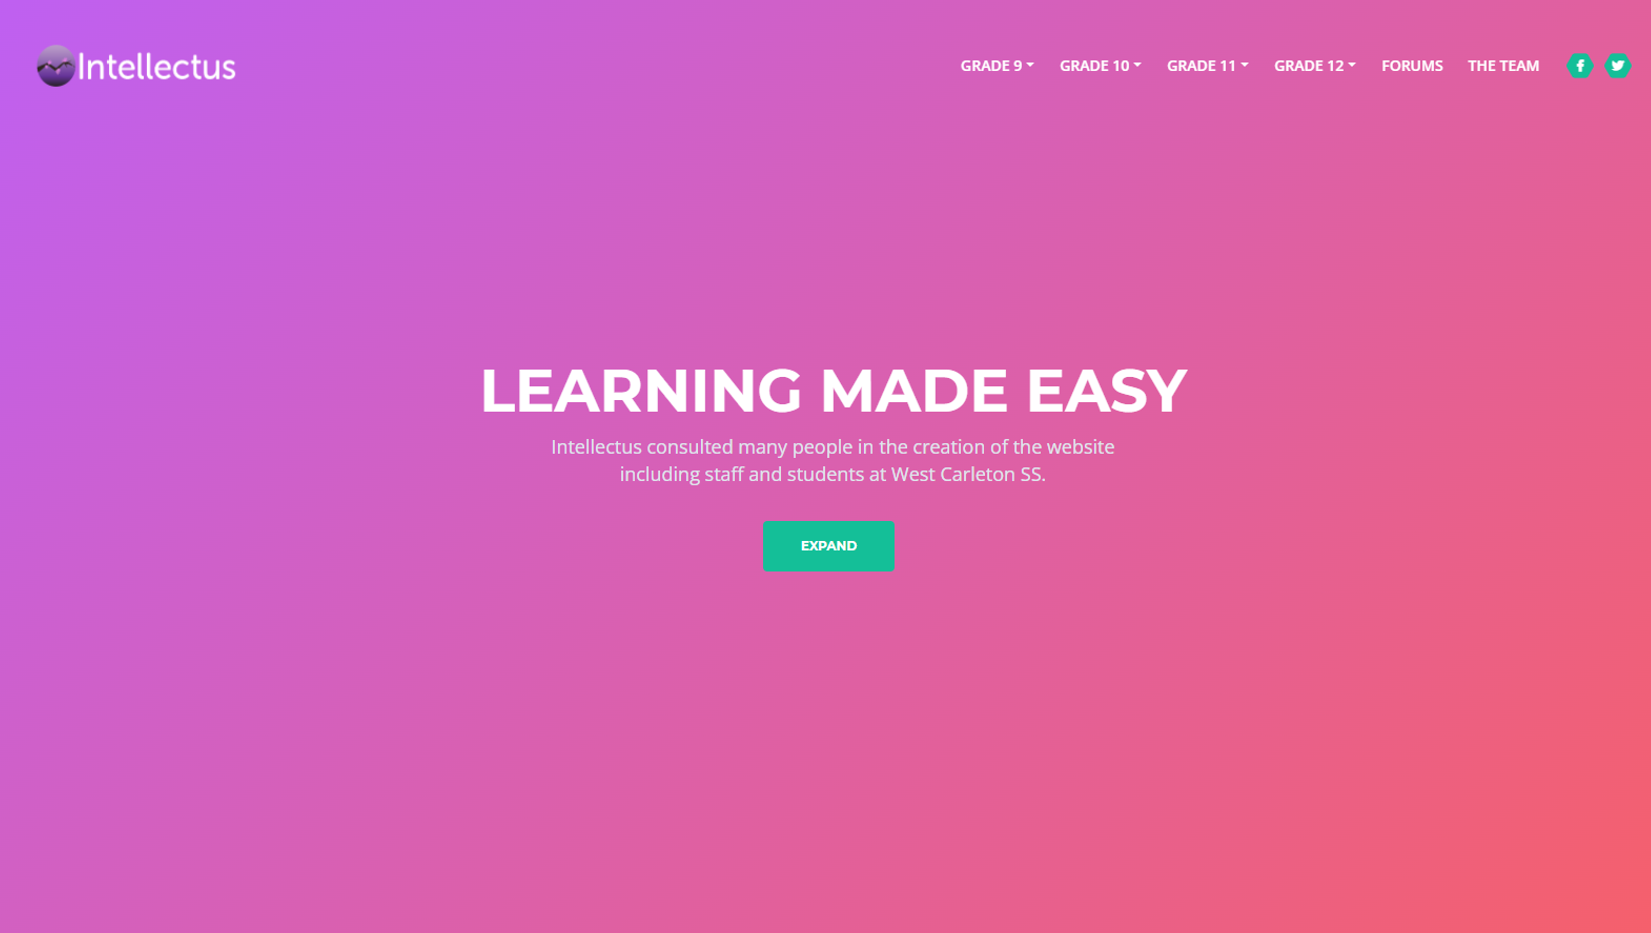 Intellectus
GRADE 9 GRADE 10 GRADE 11 GRADE 12 FORUMS THE TEAM
LEARNING MADE EASY
Intellectus consulted many people in the creation of the website
including staff and students at West Carleton SS.
EXPAND